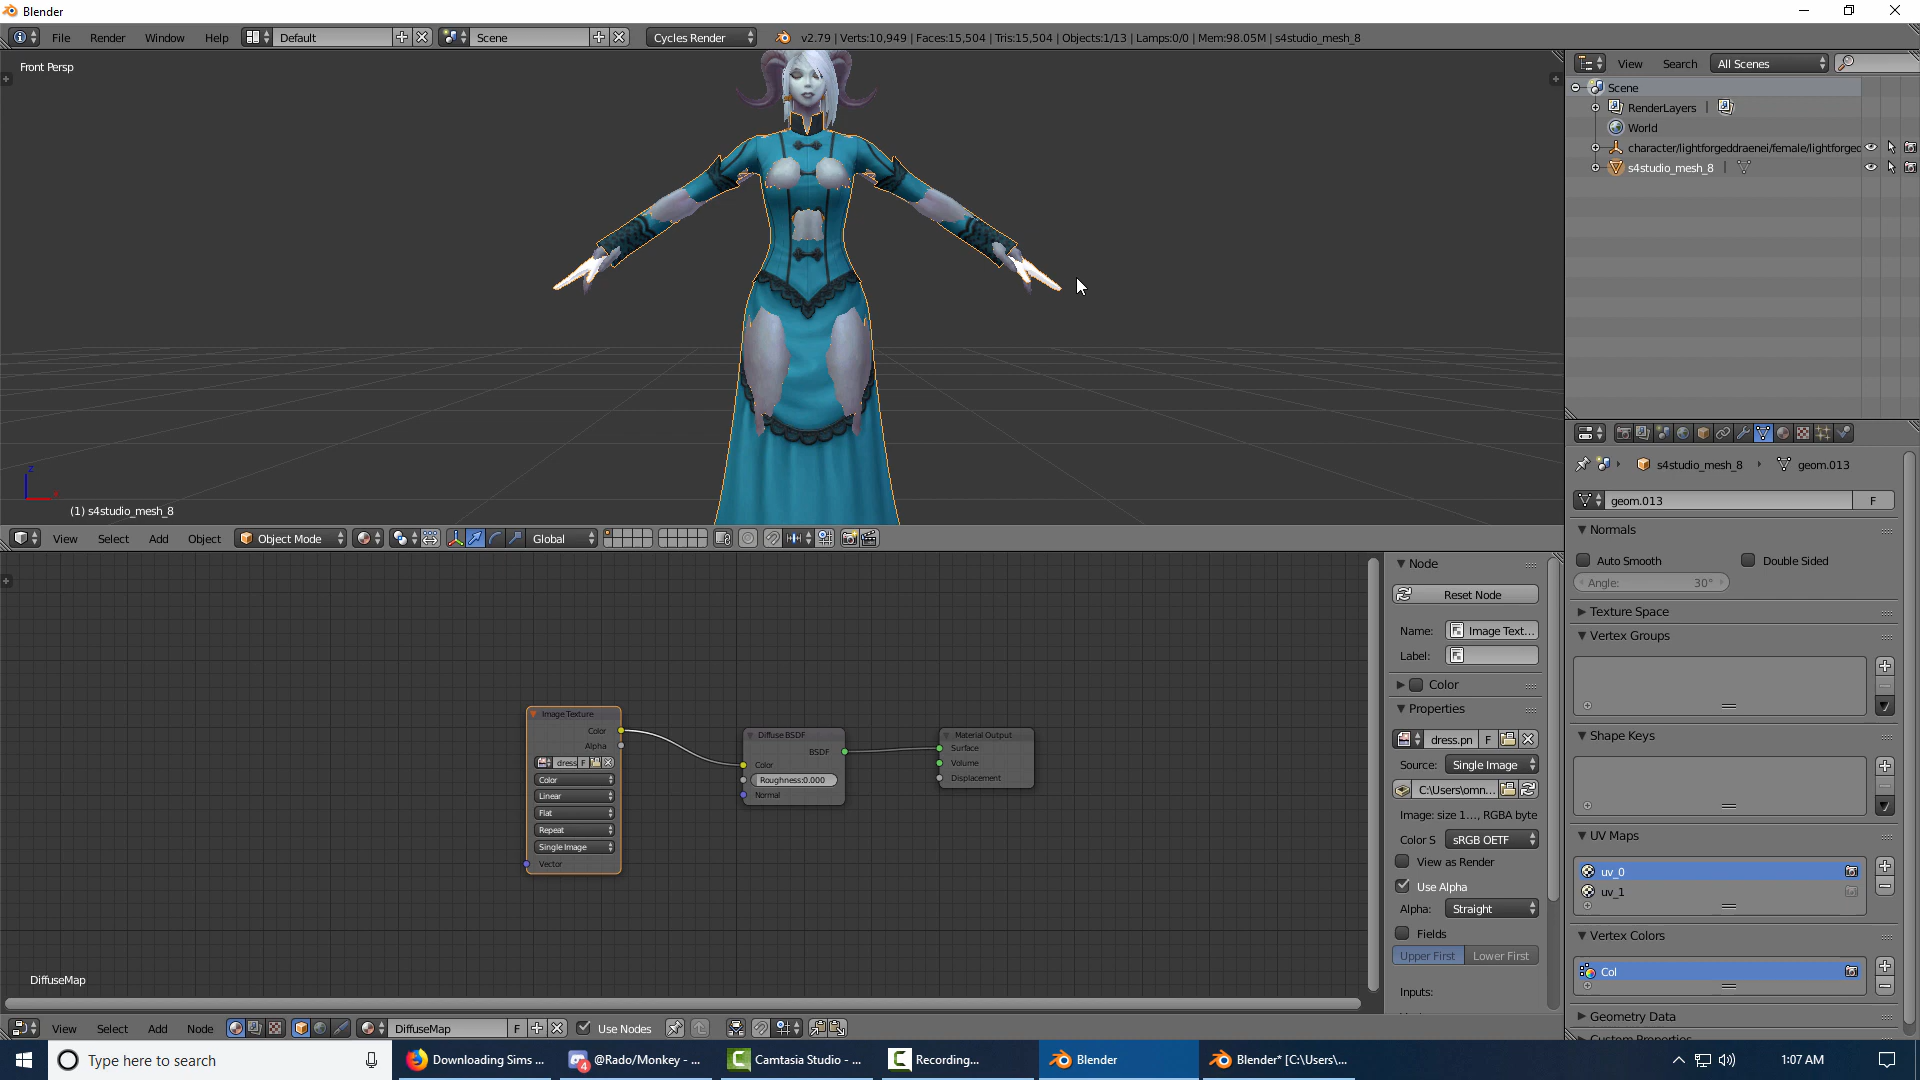 Blender
File Render Window Help Default Scene Cycles Render v2.79 | Verts:10,949 | Faces:15,504 | Tris:15,504 | Objects:1/13 | Lamps:0/0 | Mem:98.05M | s4studio_mesh_8
Front Persp
View Search All Scenes
Scene
RenderLayers |
World
character/lightforgeddraenei/female/lightforged
s4studio_mesh_8 |
z
x
(1) s4studio_mesh_8
View Select Add Object Object Mode Global
s4studio_mesh_8 geom.013
geom.013 F
Normals
Auto Smooth Double Sided
Angle: 30°
Texture Space
Vertex Groups
Shape Keys
UV Maps
uv_0
uv_1
Vertex Colors
Col
Geometry Data
Custom Properties
Node
Reset Node
Name: Image Text...
Label:
Color
Properties
dress.pn F
Source: Single Image
C:\Users\omn...
Image: size 1..., RGBA byte
Color S sRGB OETF
View as Render
Use Alpha
Alpha: Straight
Fields
Upper First Lower First
Inputs:
Image Texture
Color
Alpha
dress F
Color
Linear
Flat
Repeat
Single Image
Vector
Diffuse BSDF
BSDF
Color
Roughness:0.000
Normal
Material Output
Surface
Volume
Displacement
DiffuseMap
View Select Add Node DiffuseMap F Use Nodes
Type here to search
Downloading Sims ...
4
@Rado/Monkey - ...
Camtasia Studio - ...
Recording...
Blender
Blender* [C:\Users\...
1:07 AM